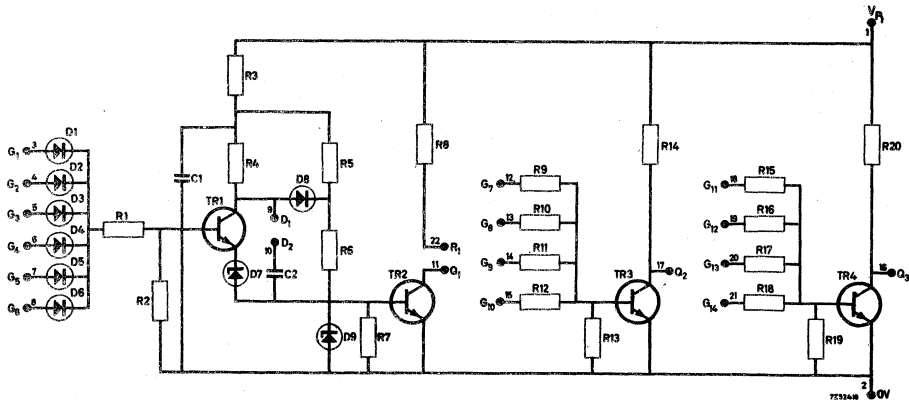 V P1
1
R3
D1
G1 3
D2
G2 4
D3
G3 5
D4
G4 6
D5
G5 7
D6
G6 8
R1
R2
C1
R4
TR1
R5
D8
9 D1
10 D2
D7
C2
R6
D9
R7
TR2
R8
22 R1
11 Q1
G7 12 R9
G8 13 R10
G9 14 R11
G10 15 R12
R13
TR3
R14
17 Q2
G11 18 R15
G12 19 R16
G13 20 R17
G14 21 R18
R19
TR4
R20
16 Q3
2
0V
7Z52418